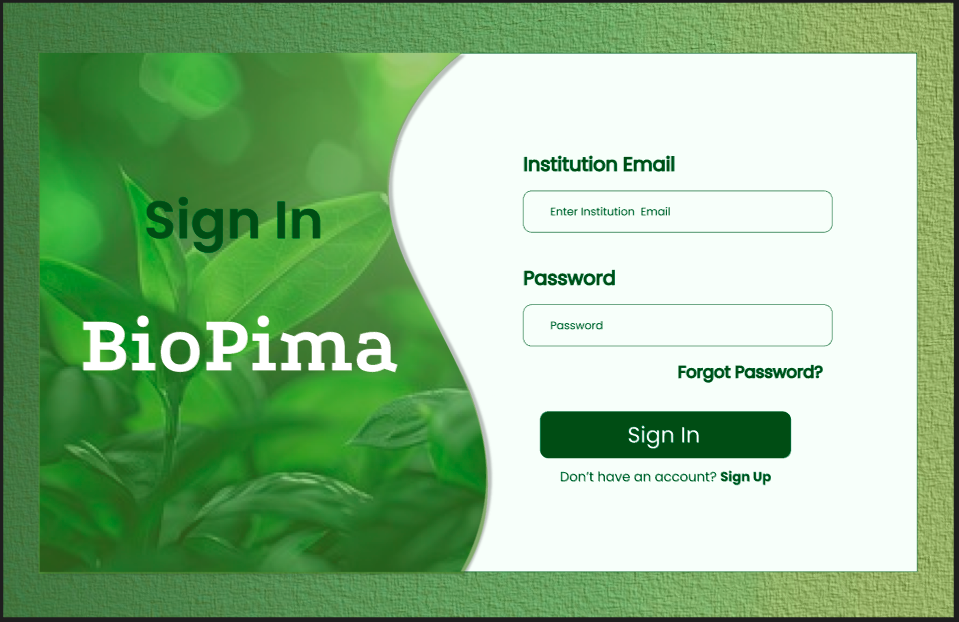 Sign In
BioPima
Institution Email
Enter Institution  Email
Password
Password
Forgot Password?
Sign In
Don't have an account? Sign Up